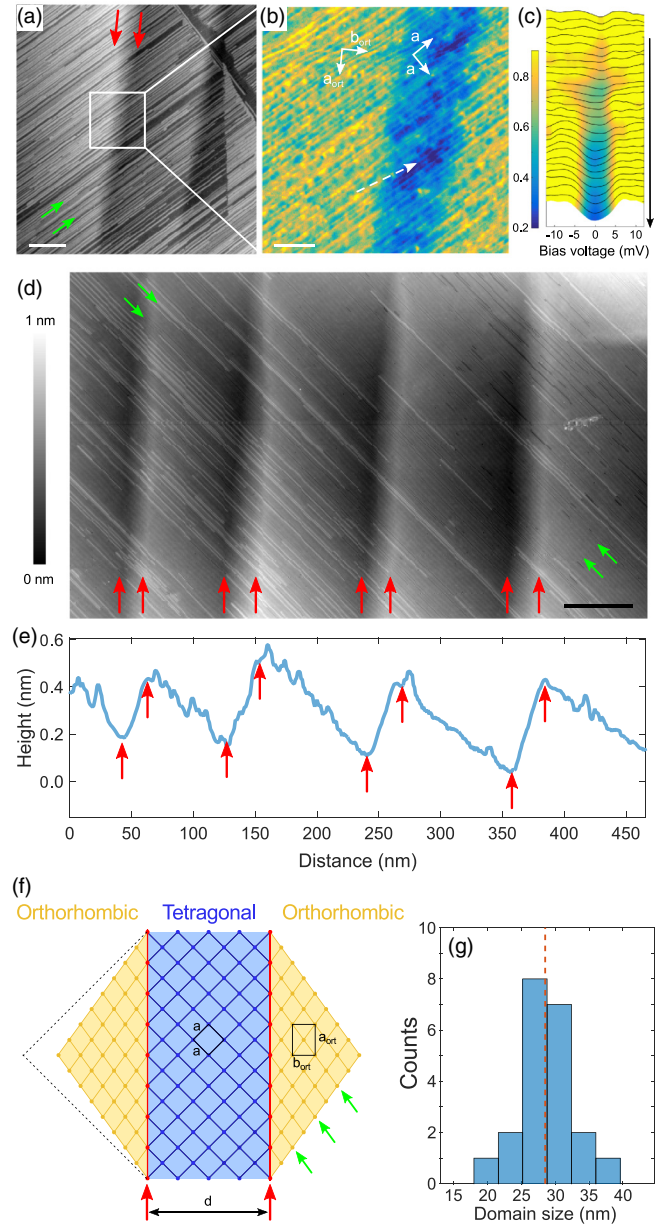 (a)
(b)
b_ort
a_ort
a
a
(c)
0.8
0.6
0.4
0.2
-10 -5 0 5 10
Bias voltage (mV)
(d)
1 nm
0 nm
(e)
0.6
0.4
0.2
0.0
Height (nm)
0 50 100 150 200 250 300 350 400 450
Distance (nm)
(f)
Orthorhombic Tetragonal Orthorhombic
a
a
a_ort
b_ort
d
(g)
10
8
6
4
2
0
Counts
15 20 25 30 35 40
Domain size (nm)